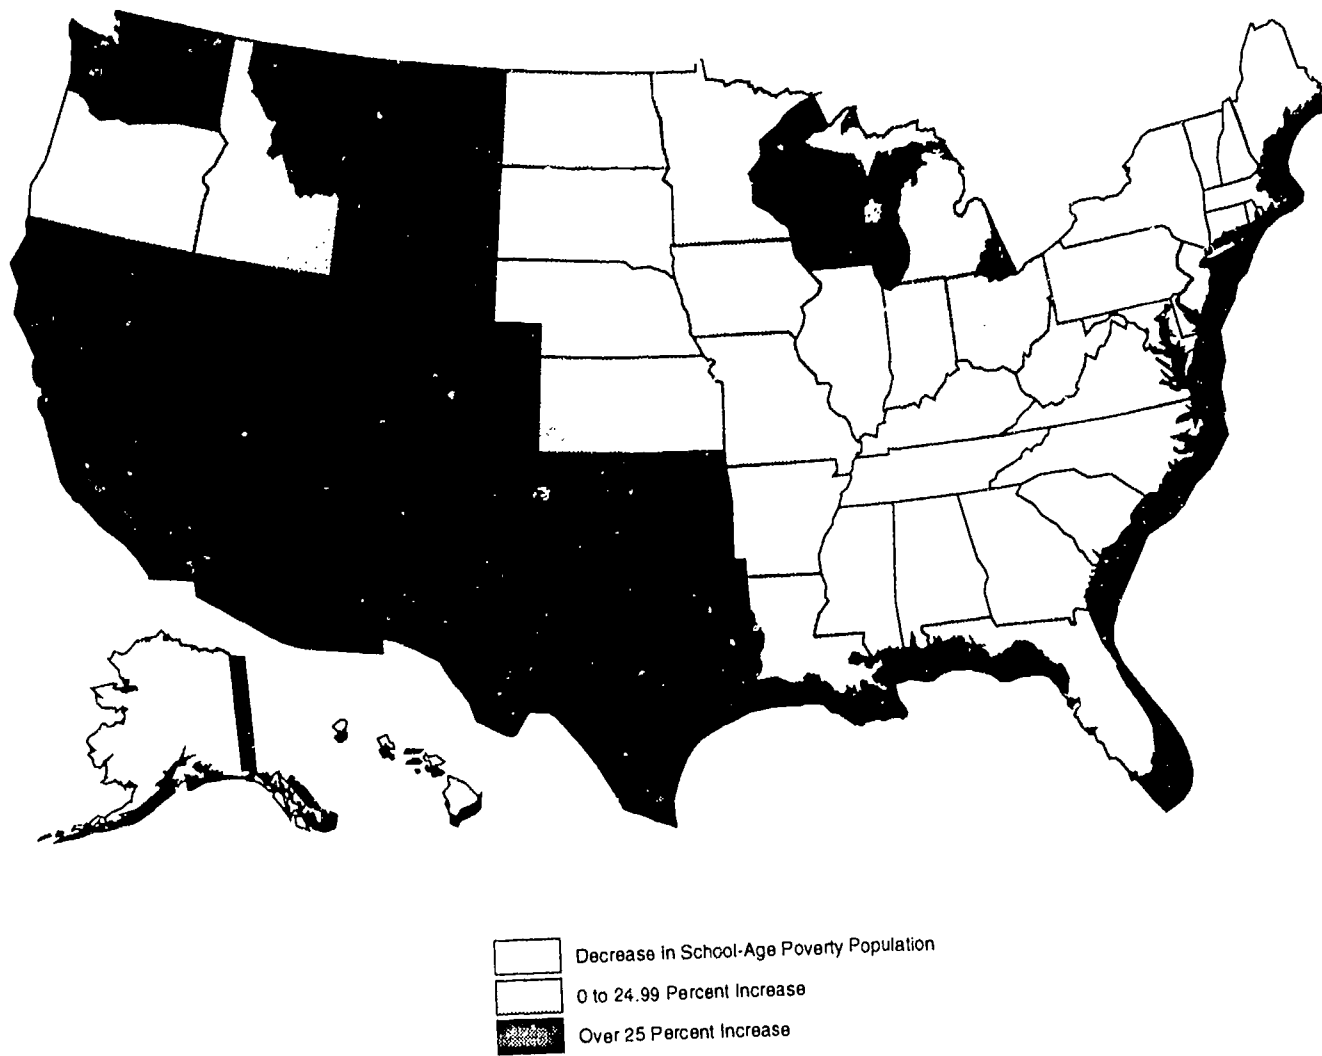 Decrease in School-Age Poverty Population
0 to 24.99 Percent Increase
Over 25 Percent Increase